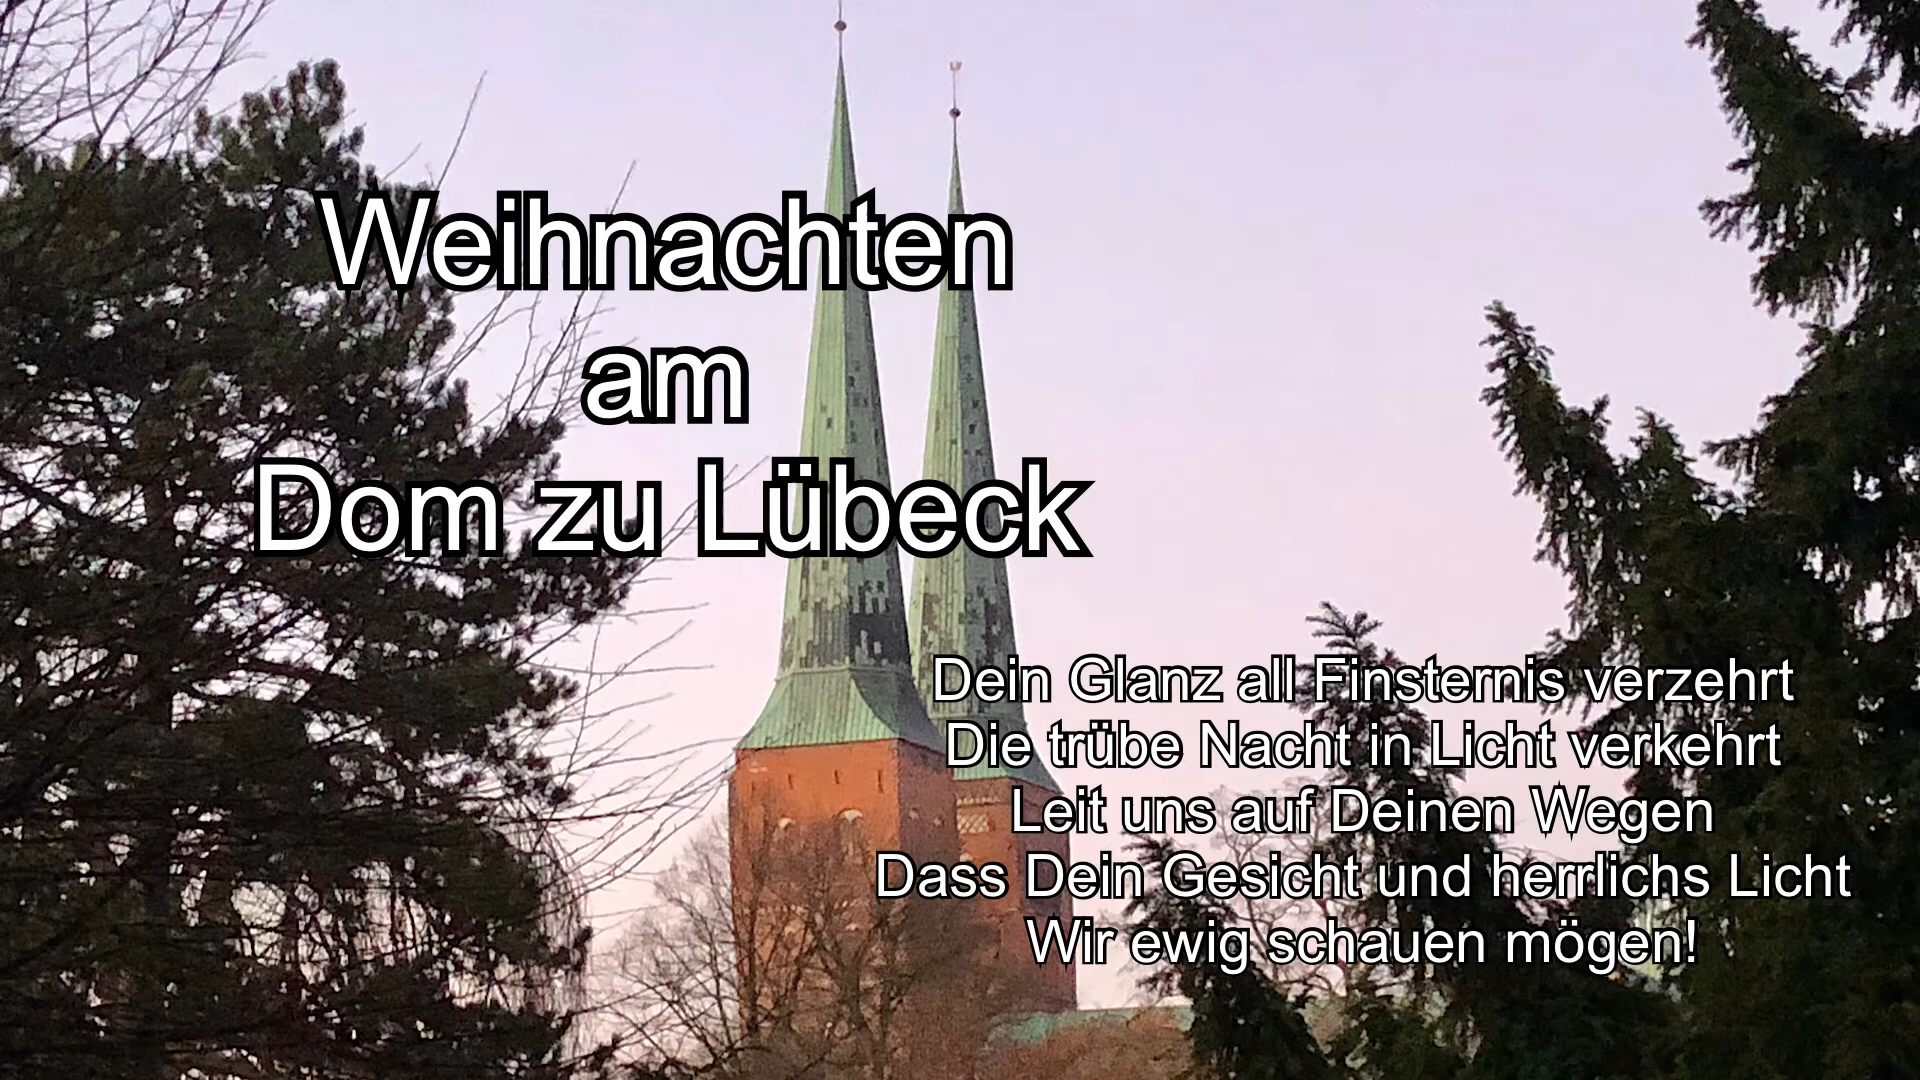 Weihnachten
am
Dom zu Lübeck
Dein Glanz all Finsternis verzehrt
Die trübe Nacht in Licht verkehrt
Leit uns auf Deinen Wegen
Dass Dein Gesicht und herrlichs Licht
Wir ewig schauen mögen!